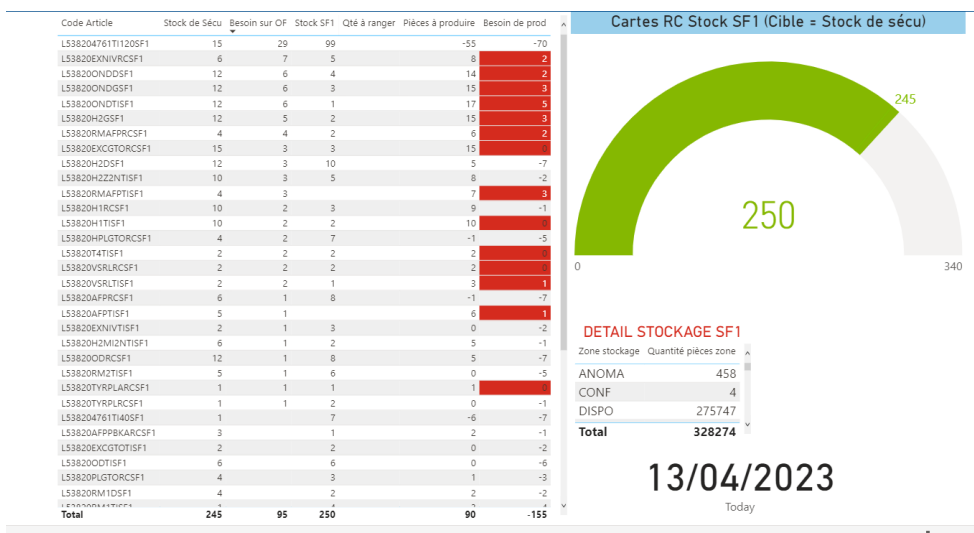 Code Article Stock de Sécu Besoin sur OF Stock SF1 Qté à ranger Pièces à produire Besoin de prod
L538204761TI120SF1 15 29 99 -55 -70
L53820EXNIVRCSF1 6 7 5 8 2
L53820ONDDSF1 12 6 4 14 2
L53820ONDGSF1 12 6 3 15 3
L53820ONDTISF1 12 6 1 17 5
L53820H2GSF1 12 5 2 15 3
L53820RMAFPRCSF1 4 4 2 6 2
L53820EXCGTORCSF1 15 3 3 15 0
L53820H2DSF1 12 3 10 5 -7
L53820H2Z2NTISF1 10 3 5 8 -2
L53820RMAFPTISF1 4 3 7 3
L53820H1RCSF1 10 2 3 9 -1
L53820H1TISF1 10 2 2 10 0
L53820HPLGTORCSF1 4 2 7 -1 -5
L53820T4TISF1 2 2 2 2 0
L53820VSRLRCSF1 2 2 2 2 0
L53820VSRLTISF1 2 2 1 3 1
L53820AFPRCSF1 6 1 8 -1 -7
L53820AFPTISF1 5 1 6 1
L53820EXNIVTISF1 2 1 3 0 -2
L53820H2MI2NTISF1 6 1 2 5 -1
L53820ODRCSF1 12 1 8 5 -7
L53820RM2TISF1 5 1 6 0 -5
L53820TYRPLARCSF1 1 1 1 1 0
L53820TYRPLRCSF1 1 1 2 0 -1
L538204761TI40SF1 1 7 -6 -7
L53820AFPPBKARCSF1 3 1 2 -1
L53820EXCGTOTISF1 2 2 0 -2
L53820ODTISF1 6 6 0 -6
L53820PLGTORCSF1 4 3 1 -3
L53820RM1DSF1 4 2 2 -2
Total 245 95 250 90 -155
Cartes RC Stock SF1 (Cible = Stock de sécu)
245
250
0 340
DETAIL STOCKAGE SF1
Zone stockage Quantité pièces zone
ANOMA 458
CONF 4
DISPO 275747
Total 328274
13/04/2023
Today